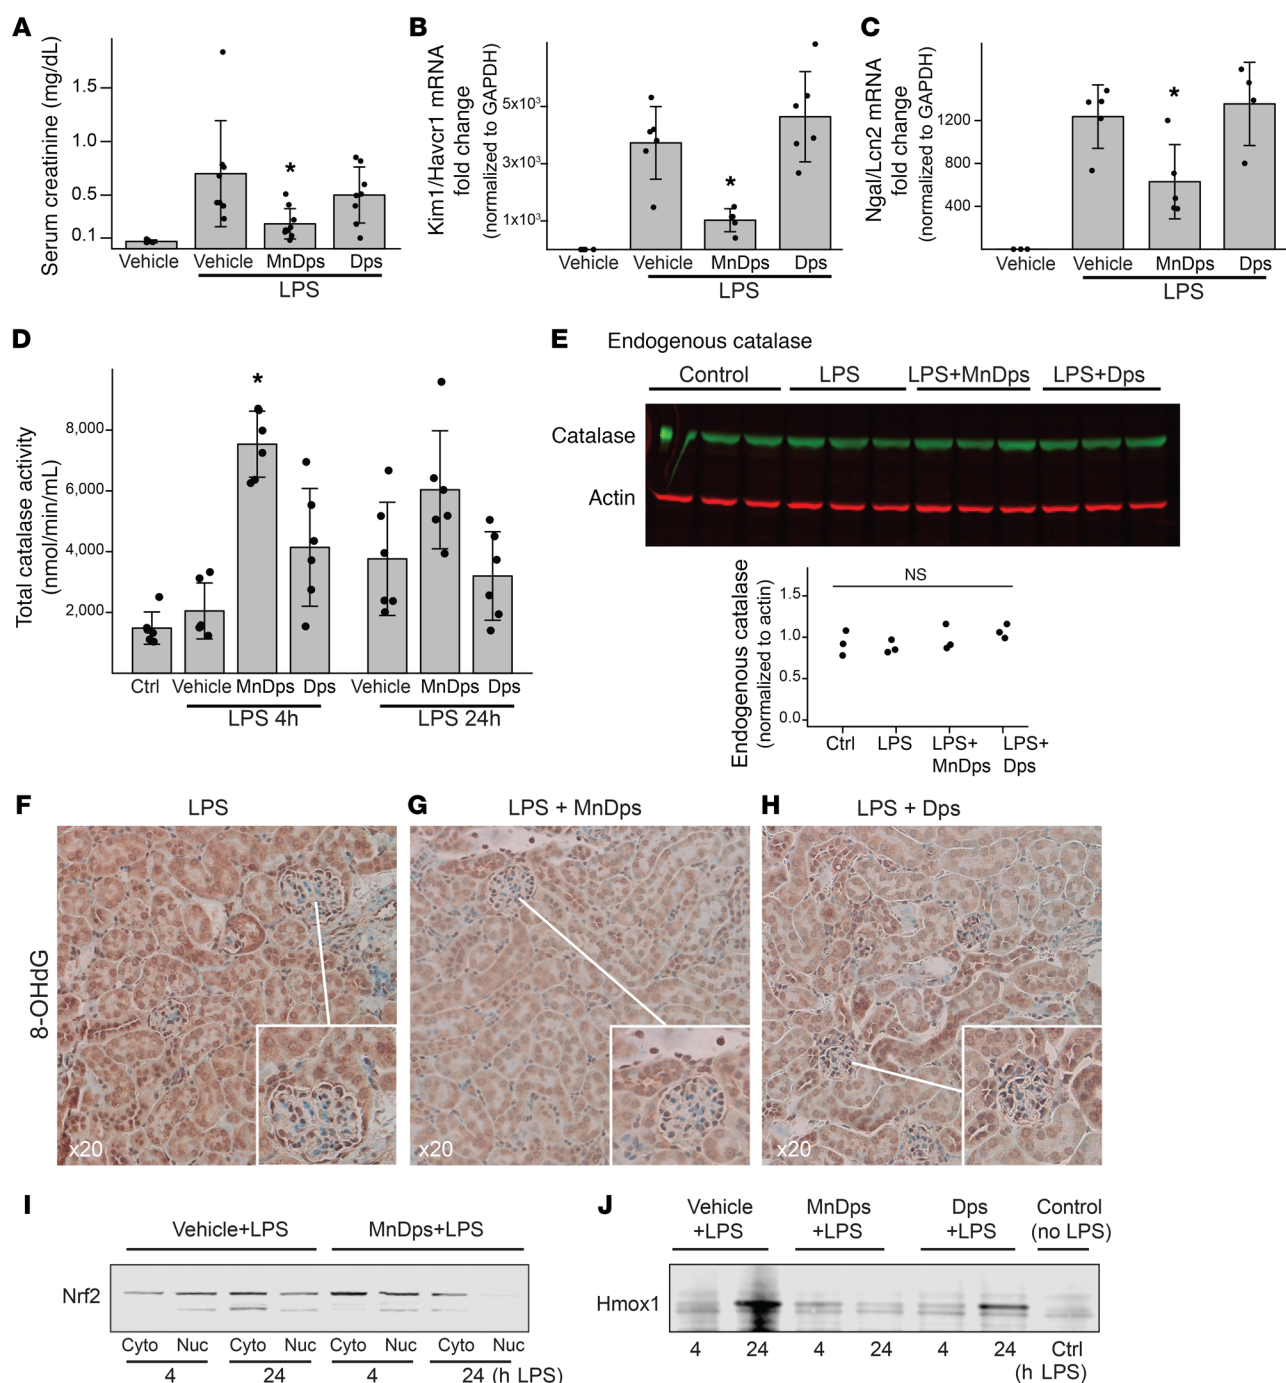 A
Serum creatinine (mg/dL)
1.5
1.0
0.5
0.1
*
Vehicle Vehicle MnDps Dps
LPS
B
Kim1/Havcr1 mRNA
fold change
(normalized to GAPDH)
5x10³
3x10³
1x10³
*
Vehicle Vehicle MnDps Dps
LPS
C
Ngal/Lcn2 mRNA
fold change
(normalized to GAPDH)
1200
800
400
*
Vehicle Vehicle MnDps Dps
LPS
D
Total catalase activity
(nmol/min/mL)
8,000
6,000
4,000
2,000
*
Ctrl Vehicle MnDps Dps Vehicle MnDps Dps
LPS 4h LPS 24h
E Endogenous catalase
Control LPS LPS+MnDps LPS+Dps
Catalase
Actin
Endogenous catalase
(normalized to actin)
NS
1.5
1.0
0.5
0.0
Ctrl LPS LPS+ LPS+
MnDps Dps
F LPS
G LPS + MnDps
H LPS + Dps
8-OHdG
x20
x20
x20
I
Vehicle+LPS MnDps+LPS
Nrf2
Cyto Nuc Cyto Nuc Cyto Nuc Cyto Nuc
4 24 4 24 (h LPS)
J
Vehicle MnDps Dps Control
+LPS +LPS +LPS (no LPS)
Hmox1
4 24 4 24 4 24 Ctrl
(h LPS)